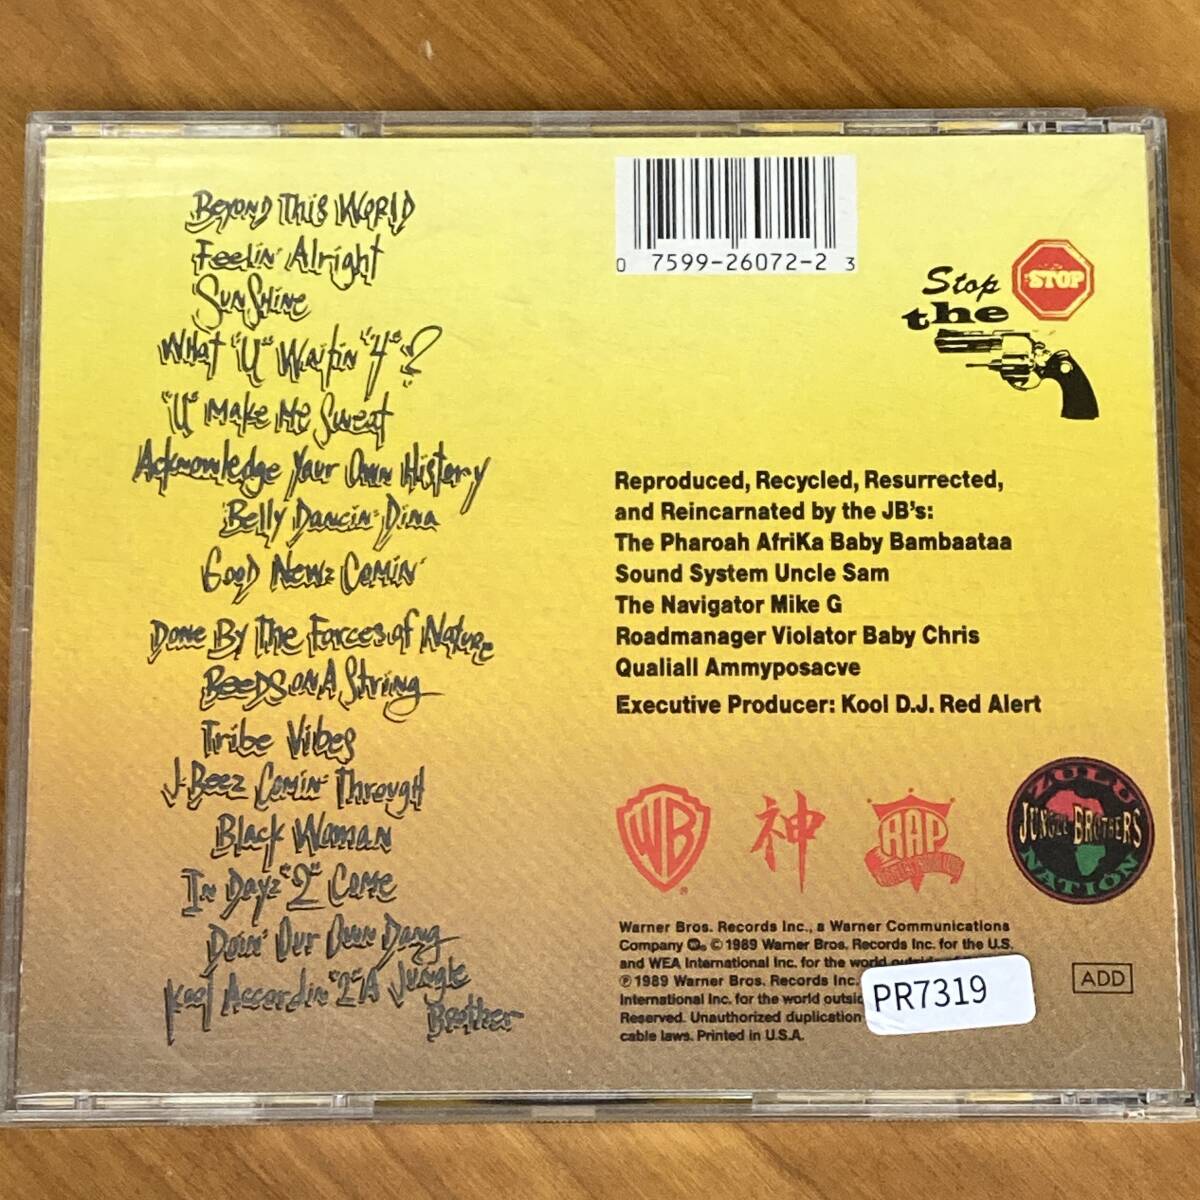 Beyond This World
Feelin' Alright
Sunshine
What "U" Waitin "4"?
"U" Make Me Sweat
Acknowledge Your Own History
Belly Dancin' Dina
Good Newz Comin'
Done By The Forces of Nature
Beeds on A String
Tribe Vibes
J-Beez Comin' Through
Black Woman
In Dayz "2" Come
Doin' Our Own Dang
Kool Accordin "2" A Jungle
Brother
0 7599-26072-2 3
Stop
the
STOP
Reproduced, Recycled, Resurrected,
and Reincarnated by the JB's:
The Pharoah AfriKa Baby Bambaataa
Sound System Uncle Sam
The Navigator Mike G
Roadmanager Violator Baby Chris
Qualiall Ammyposacve
Executive Producer: Kool D.J. Red Alert
WB
®
神
RAP
ZULU
JUNGLE BROTHERS
NATION
Warner Bros. Records Inc., a Warner Communications
Company © 1989 Warner Bros. Records Inc. for the U.S.
and WEA International Inc. for the world outside of
℗ 1989 Warner Bros. Records Inc.
International Inc. for the world
Reserved. Unauthorized duplication
cable laws. Printed in U.S.A.
PR7319
ADD